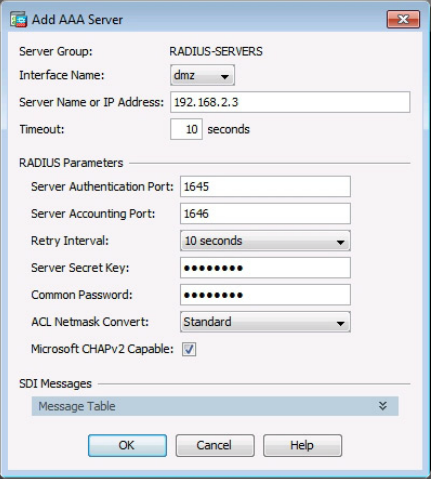 Add AAA Server
Server Group: RADIUS-SERVERS
Interface Name: dmz
Server Name or IP Address: 192.168.2.3
Timeout: 10 seconds
RADIUS Parameters
Server Authentication Port: 1645
Server Accounting Port: 1646
Retry Interval: 10 seconds
Server Secret Key: ●●●●●●●●
Common Password: ●●●●●●●●
ACL Netmask Convert: Standard
Microsoft CHAPv2 Capable:
SDI Messages
Message Table
OK Cancel Help